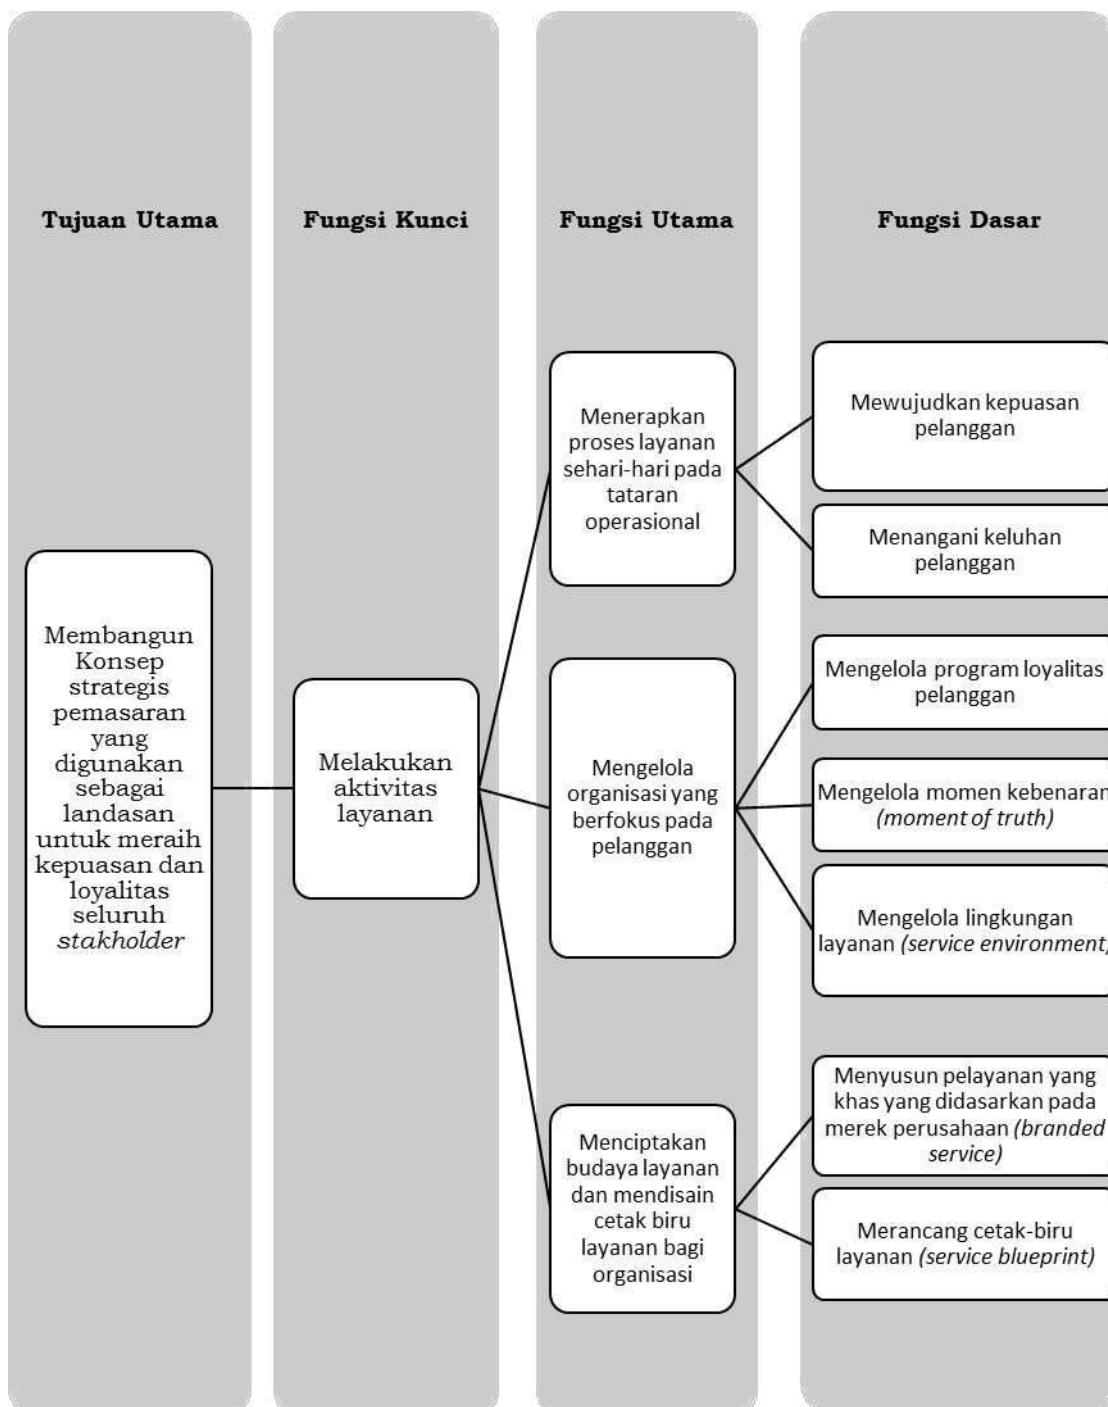 Tujuan Utama
Fungsi Kunci
Fungsi Utama
Fungsi Dasar
Membangun
Konsep
strategis
pemasaran
yang
digunakan
sebagai
landasan
untuk meraih
kepuasan dan
loyalitas
seluruh
stakholder
Melakukan
aktivitas
layanan
Menerapkan
proses layanan
sehari-hari pada
tataran
operasional
Mewujudkan kepuasan
pelanggan
Menangani keluhan
pelanggan
Mengelola
organisasi yang
berfokus pada
pelanggan
Mengelola program loyalitas
pelanggan
Mengelola momen kebenaran
(moment of truth)
Mengelola lingkungan
layanan (service environment)
Menciptakan
budaya layanan
dan mendisain
cetak biru
layanan bagi
organisasi
Menyusun pelayanan yang
khas yang didasarkan pada
merek perusahaan (branded
service)
Merancang cetak-biru
layanan (service blueprint)